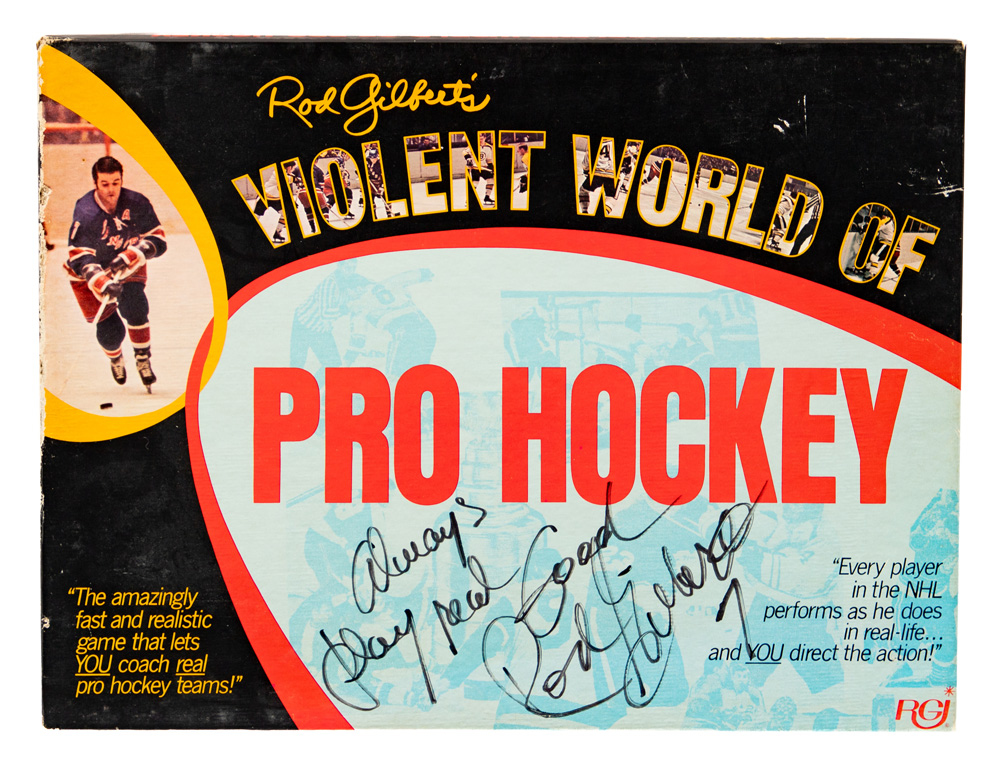 Rod Gilbert's
VIOLENT WORLD OF
PRO HOCKEY
Always
play real Good
Rod Gilbert
7
"The amazingly
fast and realistic
game that lets
YOU coach real
pro hockey teams!"
"Every player
in the NHL
performs as he does
in real-life...
and YOU direct the action!"
RGI